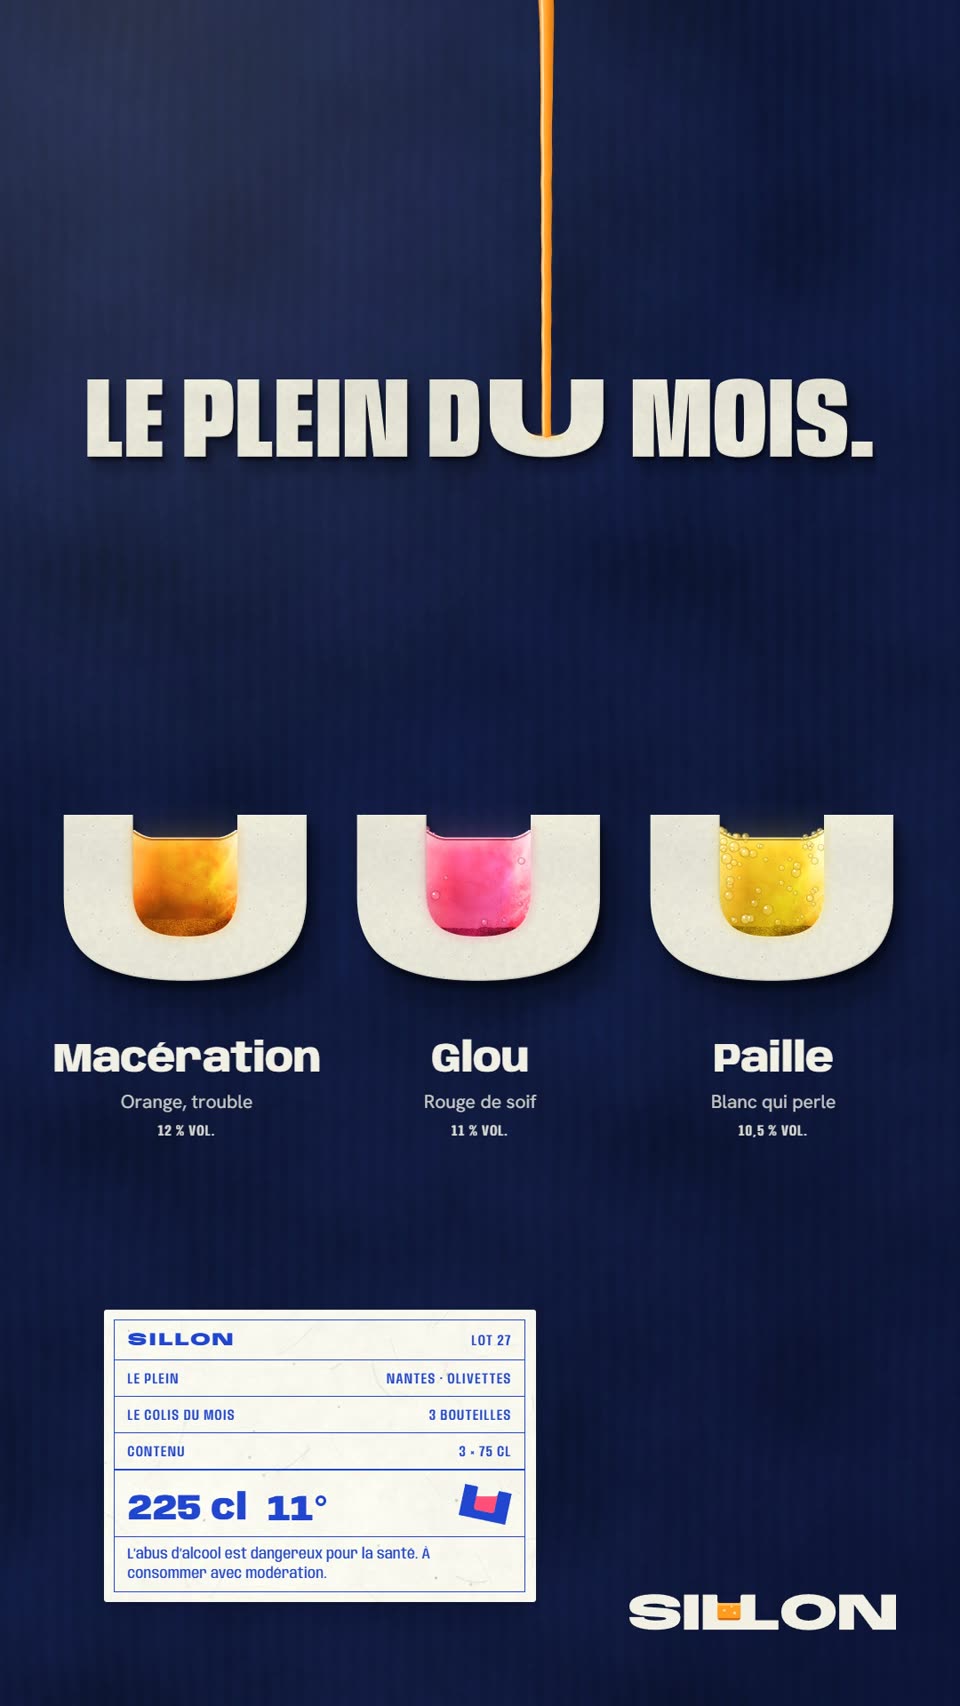 LE PLEIN DU MOIS.
Macération
Orange, trouble
12 % VOL.
Glou
Rouge de soif
11 % VOL.
Paille
Blanc qui perle
10,5 % VOL.
SILLON LOT 27
LE PLEIN NANTES · OLIVETTES
LE COLIS DU MOIS 3 BOUTEILLES
CONTENU 3 × 75 CL
225 cl 11°
L'abus d'alcool est dangereux pour la santé. À
consommer avec modération.
SILLON